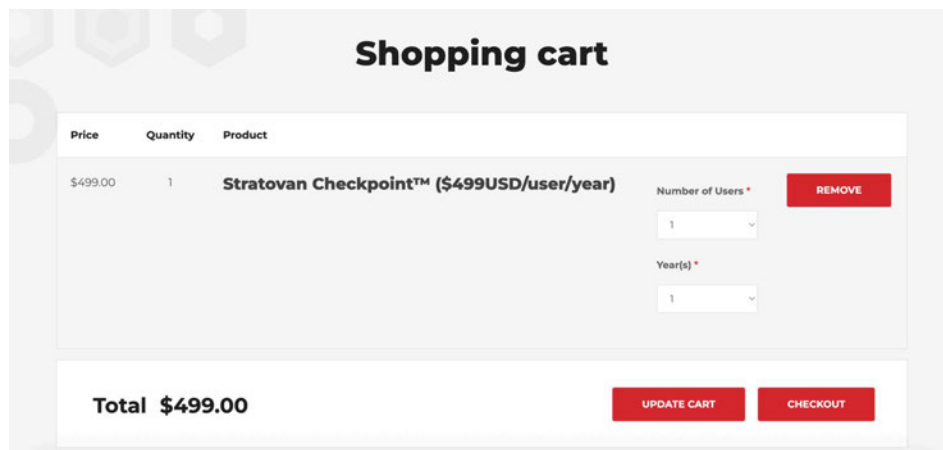 Shopping cart
Price Quantity Product
$499.00 1 Stratovan Checkpoint™ ($499USD/user/year) Number of Users * REMOVE
1
Year(s) *
1
Total $499.00 UPDATE CART CHECKOUT